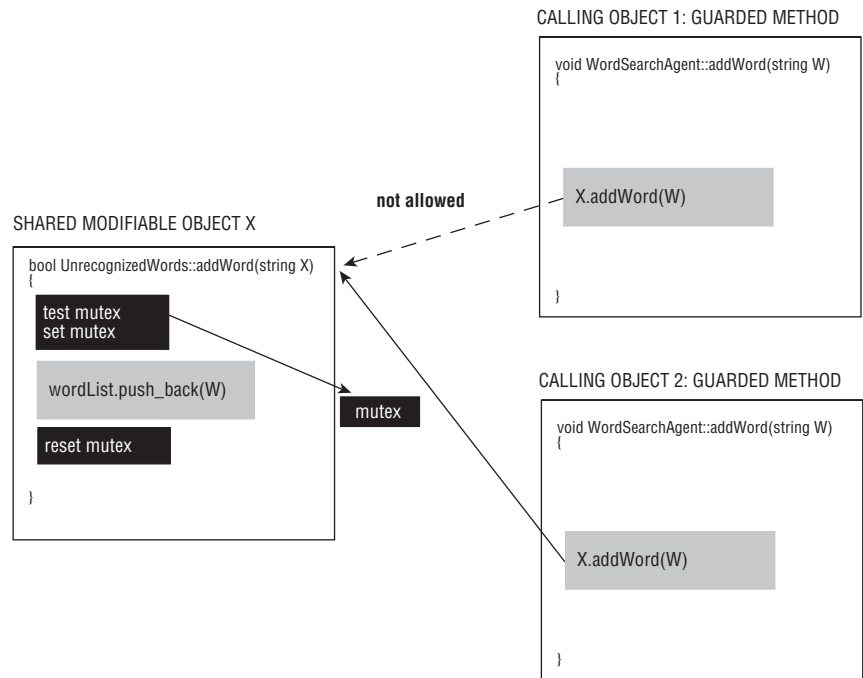 CALLING OBJECT 1: GUARDED METHOD
void WordSearchAgent::addWord(string W)
{
X.addWord(W)
}
not allowed
SHARED MODIFIABLE OBJECT X
bool UnrecognizedWords::addWord(string X)
{
test mutex
set mutex
wordList.push_back(W)
reset mutex
}
mutex
CALLING OBJECT 2: GUARDED METHOD
void WordSearchAgent::addWord(string W)
{
X.addWord(W)
}